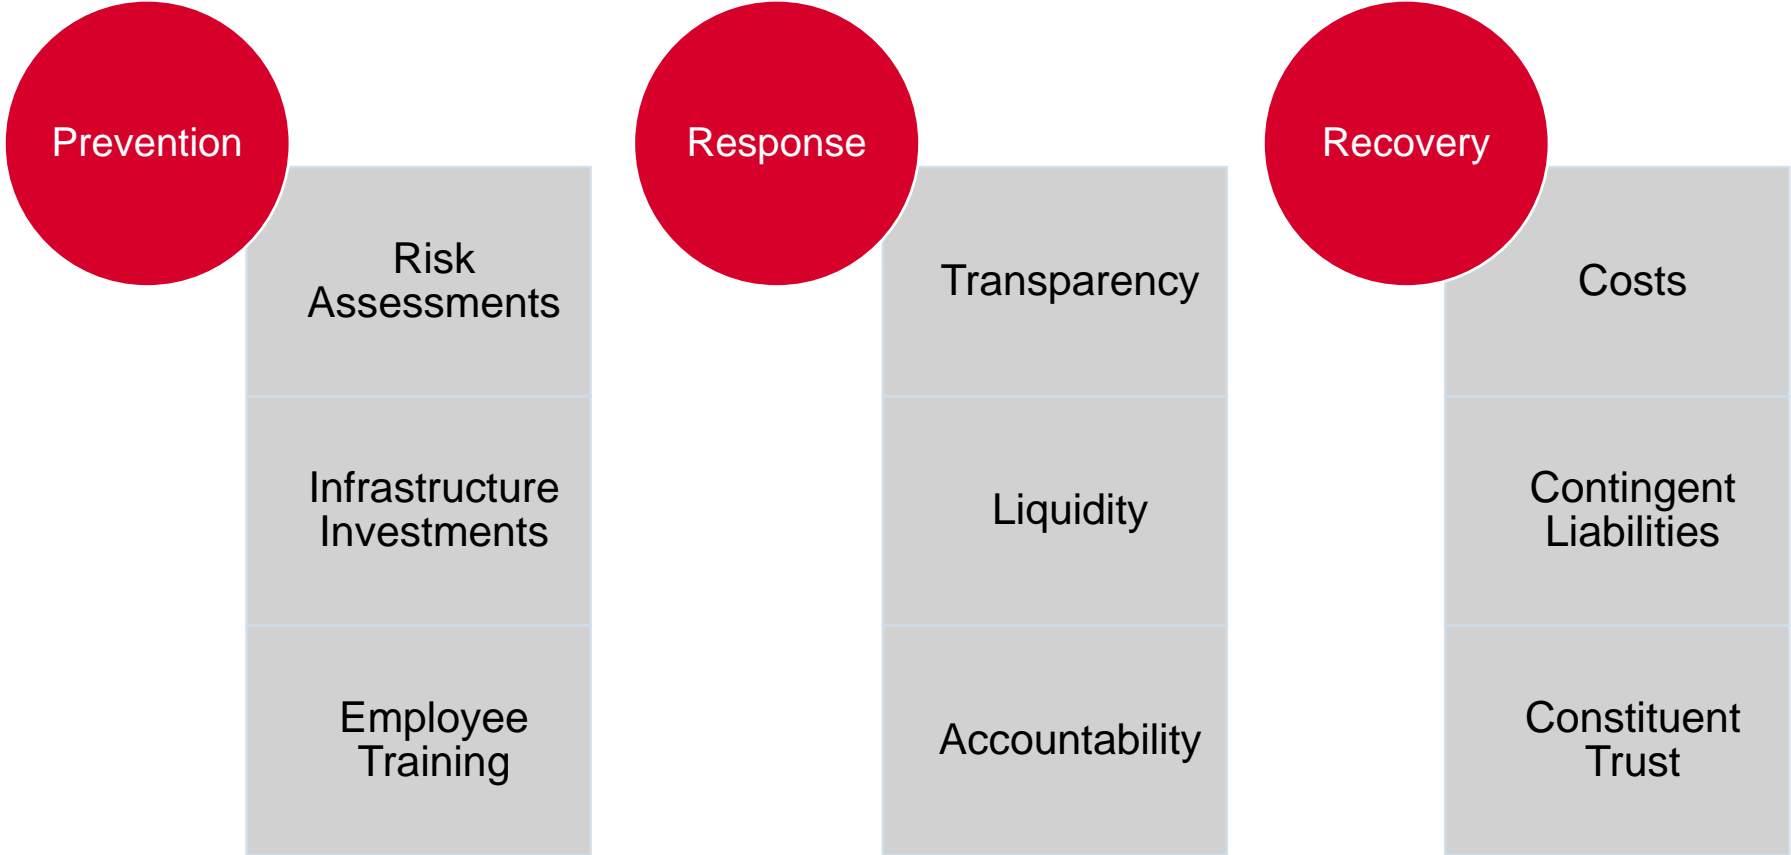 Prevention
Risk
Assessments
Infrastructure
Investments
Employee
Training
Response
Transparency
Liquidity
Accountability
Recovery
Costs
Contingent
Liabilities
Constituent
Trust